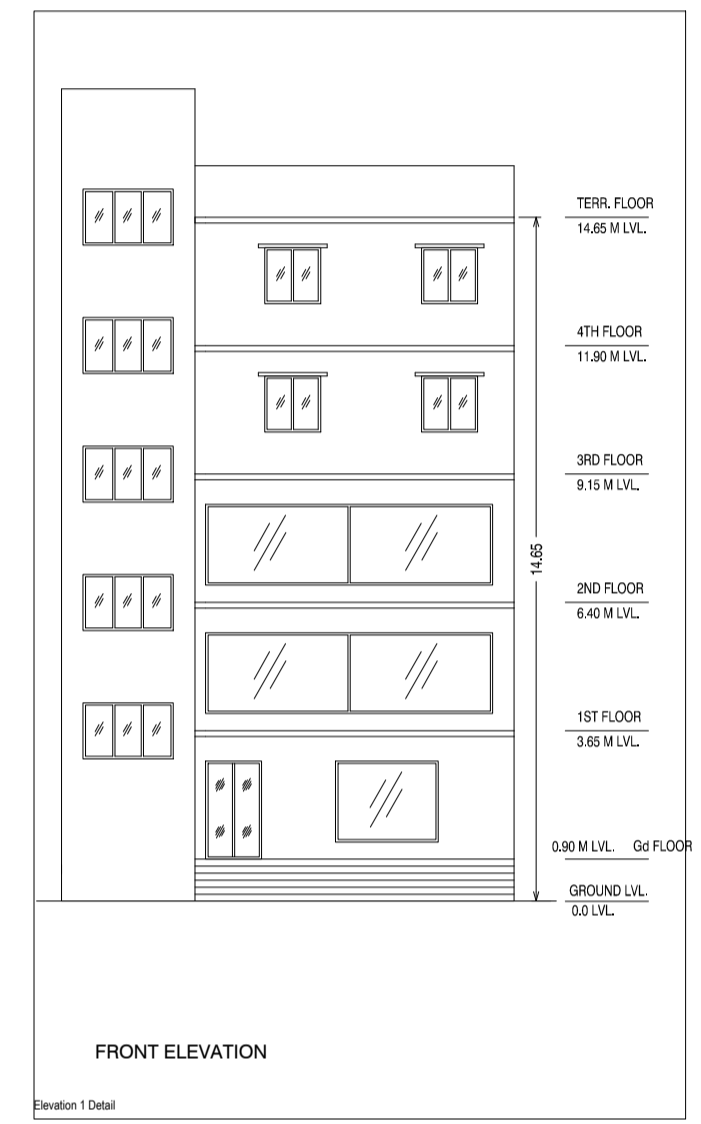 TERR. FLOOR
14.65 M LVL.
4TH FLOOR
11.90 M LVL.
3RD FLOOR
9.15 M LVL.
14.65
2ND FLOOR
6.40 M LVL.
1ST FLOOR
3.65 M LVL.
0.90 M LVL. Gd FLOOR
GROUND LVL.
0.0 LVL.
FRONT ELEVATION
Elevation 1 Detail